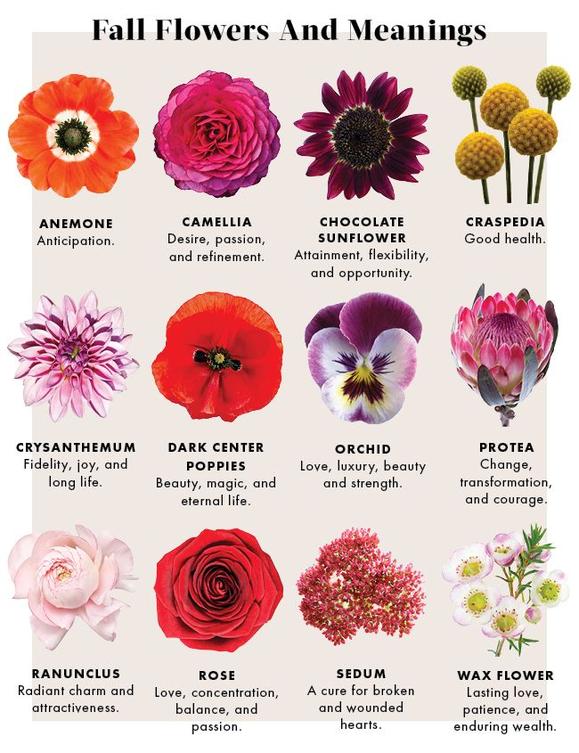 Fall Flowers And Meanings
ANEMONE
Anticipation.
CAMELLIA
Desire, passion,
and refinement.
CHOCOLATE
SUNFLOWER
Attainment, flexibility,
and opportunity.
CRASPEDIA
Good health.
CRYSANTHEMUM
Fidelity, joy, and
long life.
DARK CENTER
POPPIES
Beauty, magic, and
eternal life.
ORCHID
Love, luxury, beauty
and strength.
PROTEA
Change,
transformation,
and courage.
RANUNCLUS
Radiant charm and
attractiveness.
ROSE
Love, concentration,
balance, and
passion.
SEDUM
A cure for broken
and wounded
hearts.
WAX FLOWER
Lasting love,
patience, and
enduring wealth.